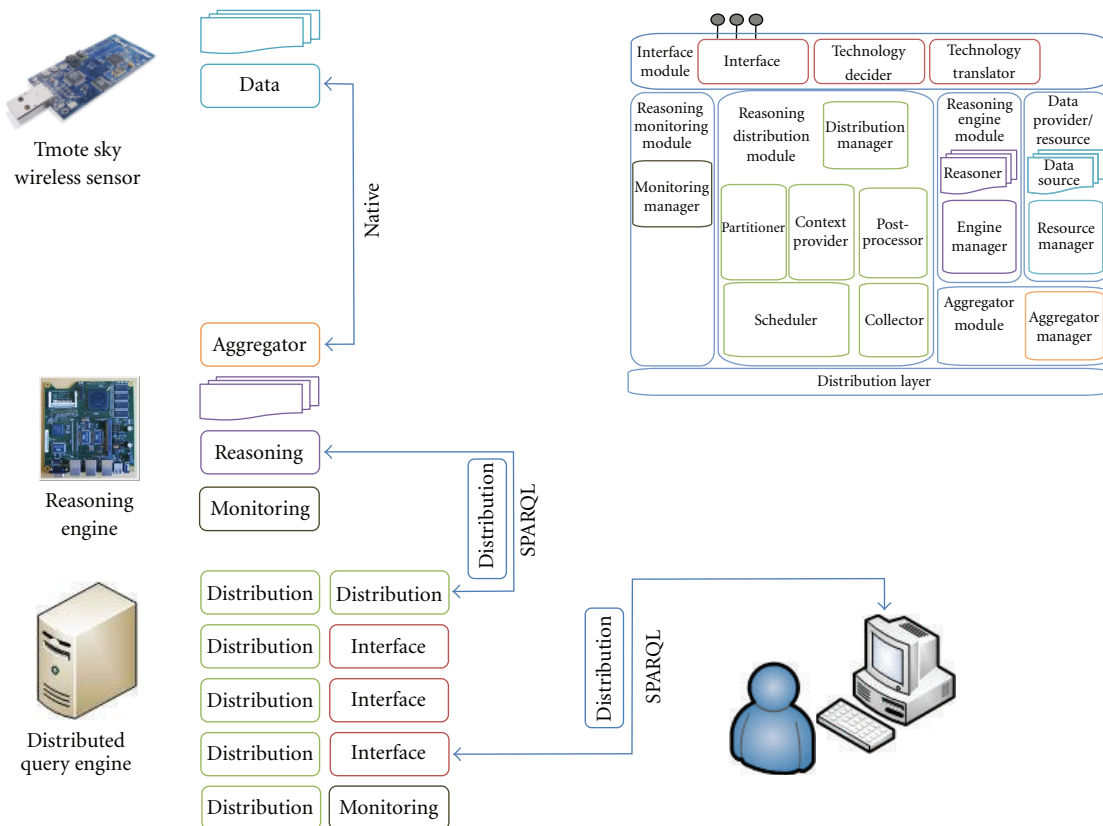 Data
Tmote sky
wireless sensor
Native
Aggregator
Reasoning
Monitoring
Reasoning
engine
Distribution
SPARQL
Distribution
Distribution
Distribution
Interface
Distribution
Interface
Distribution
Interface
Distribution
Monitoring
Distributed
query engine
Distribution
SPARQL
Interface
module
Interface
Technology
decider
Technology
translator
Reasoning
monitoring
module
Monitoring
manager
Reasoning
distribution
module
Distribution
manager
Partitioner
Context
provider
Post-
processor
Scheduler
Collector
Reasoning
engine
module
Reasoner
Engine
manager
Data
provider/
resource
Data
source
Resource
manager
Aggregator
module
Aggregator
manager
Distribution layer